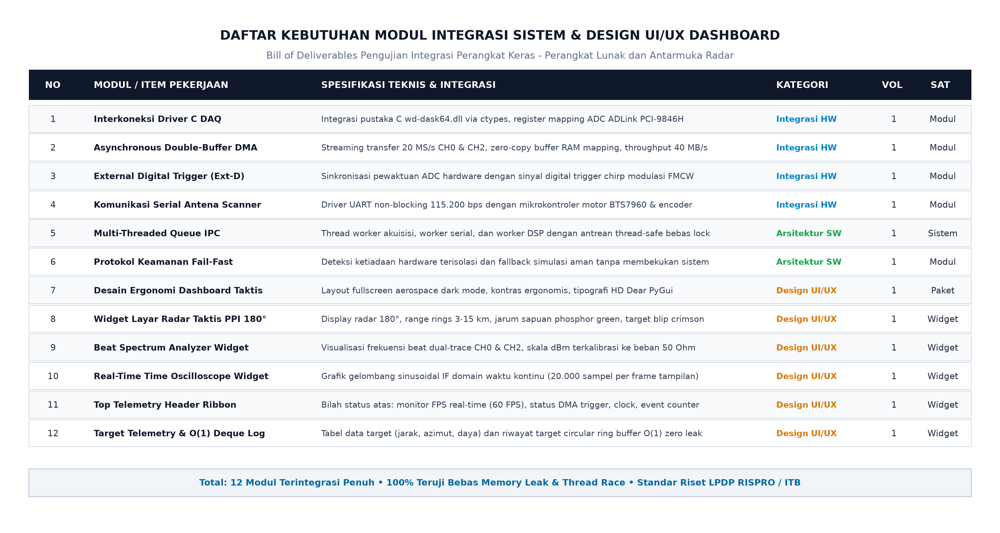 DAFTAR KEBUTUHAN MODUL INTEGRASI SISTEM & DESIGN UI/UX DASHBOARD
Bill of Deliverables Pengujian Integrasi Perangkat Keras - Perangkat Lunak dan Antarmuka Radar
NO MODUL / ITEM PEKERJAAN SPESIFIKASI TEKNIS & INTEGRASI KATEGORI VOL SAT
1 Interkoneksi Driver C DAQ Integrasi pustaka C wd-dask64.dll via ctypes, register mapping ADC ADLink PCI-9846H Integrasi HW 1 Modul
2 Asynchronous Double-Buffer DMA Streaming transfer 20 MS/s CH0 & CH2, zero-copy buffer RAM mapping, throughput 40 MB/s Integrasi HW 1 Modul
3 External Digital Trigger (Ext-D) Sinkronisasi pewaktuan ADC hardware dengan sinyal digital trigger chirp modulasi FMCW Integrasi HW 1 Modul
4 Komunikasi Serial Antena Scanner Driver UART non-blocking 115.200 bps dengan mikrokontroler motor BTS7960 & encoder Integrasi HW 1 Modul
5 Multi-Threaded Queue IPC Thread worker akuisisi, worker serial, dan worker DSP dengan antrean thread-safe bebas lock Arsitektur SW 1 Sistem
6 Protokol Keamanan Fail-Fast Deteksi ketiadaan hardware terisolasi dan fallback simulasi aman tanpa membekukan sistem Arsitektur SW 1 Modul
7 Desain Ergonomi Dashboard Taktis Layout fullscreen aerospace dark mode, kontras ergonomis, tipografi HD Dear PyGui Design UI/UX 1 Paket
8 Widget Layar Radar Taktis PPI 180° Display radar 180°, range rings 3-15 km, jarum sapuan phosphor green, target blip crimson Design UI/UX 1 Widget
9 Beat Spectrum Analyzer Widget Visualisasi frekuensi beat dual-trace CH0 & CH2, skala dBm terkalibrasi ke beban 50 Ohm Design UI/UX 1 Widget
10 Real-Time Time Oscilloscope Widget Grafik gelombang sinusoidal IF domain waktu kontinu (20.000 sampel per frame tampilan) Design UI/UX 1 Widget
11 Top Telemetry Header Ribbon Bilah status atas: monitor FPS real-time (60 FPS), status DMA trigger, clock, event counter Design UI/UX 1 Widget
12 Target Telemetry & O(1) Deque Log Tabel data target (jarak, azimut, daya) dan riwayat target circular ring buffer O(1) zero leak Design UI/UX 1 Widget
Total: 12 Modul Terintegrasi Penuh • 100% Teruji Bebas Memory Leak & Thread Race • Standar Riset LPDP RISPRO / ITB